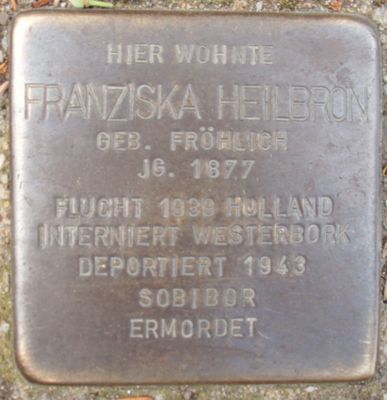 HIER WOHNTE
FRANZISKA HEILBRON
GEB. FRÖHLICH
JG. 1877
FLUCHT 1939 HOLLAND
INTERNIERT WESTERBORK
DEPORTIERT 1943
SOBIBOR
ERMORDET